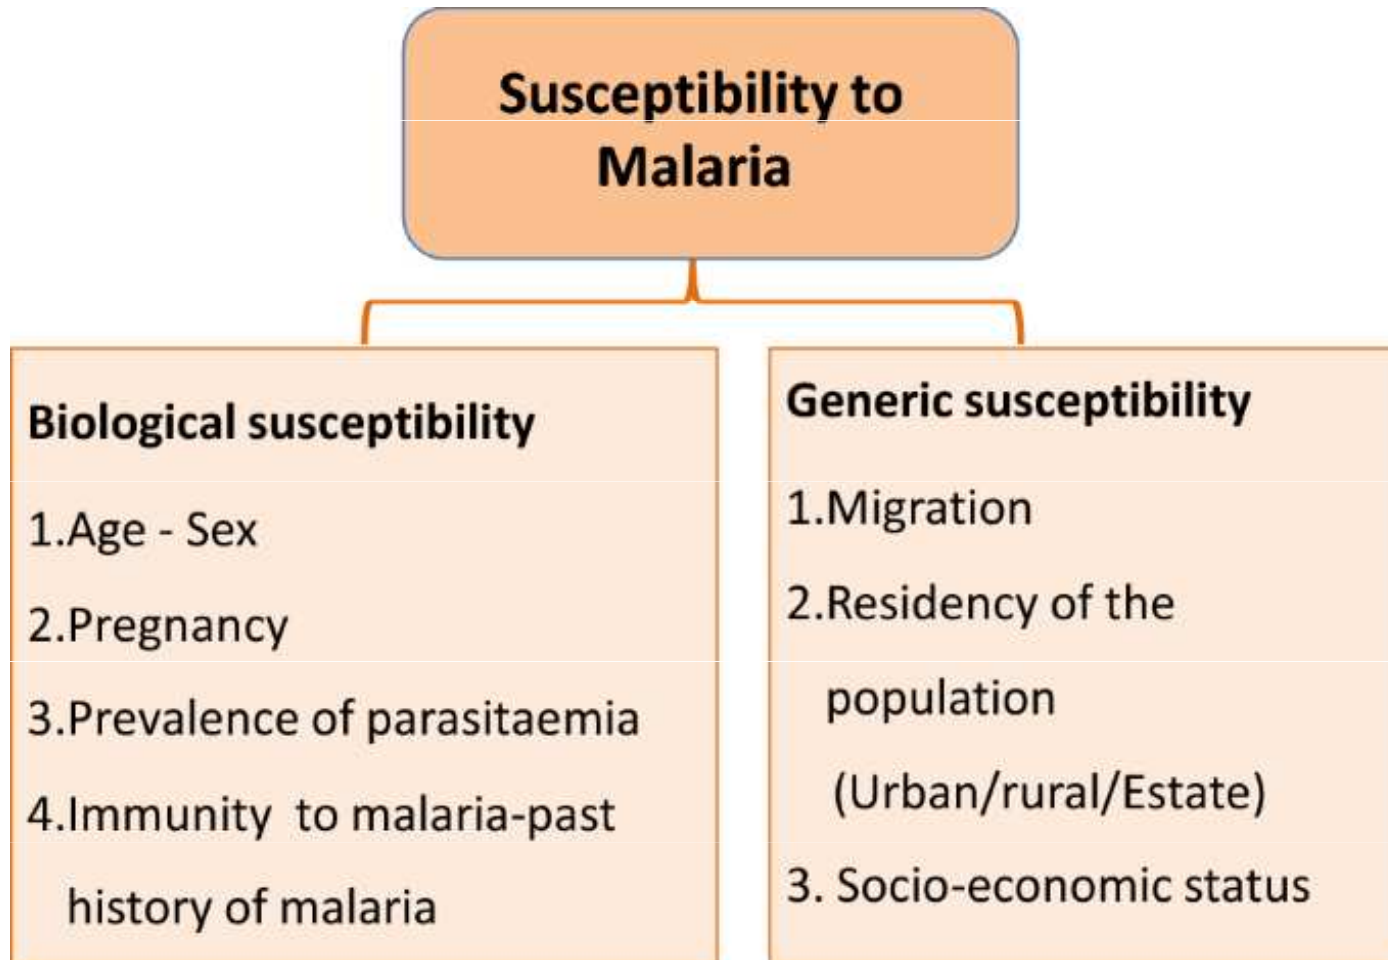 Susceptibility to
Malaria
Biological susceptibility
1.Age - Sex
2.Pregnancy
3.Prevalence of parasitaemia
4.Immunity  to malaria-past
history of malaria
Generic susceptibility
1.Migration
2.Residency of the
population
(Urban/rural/Estate)
3. Socio-economic status